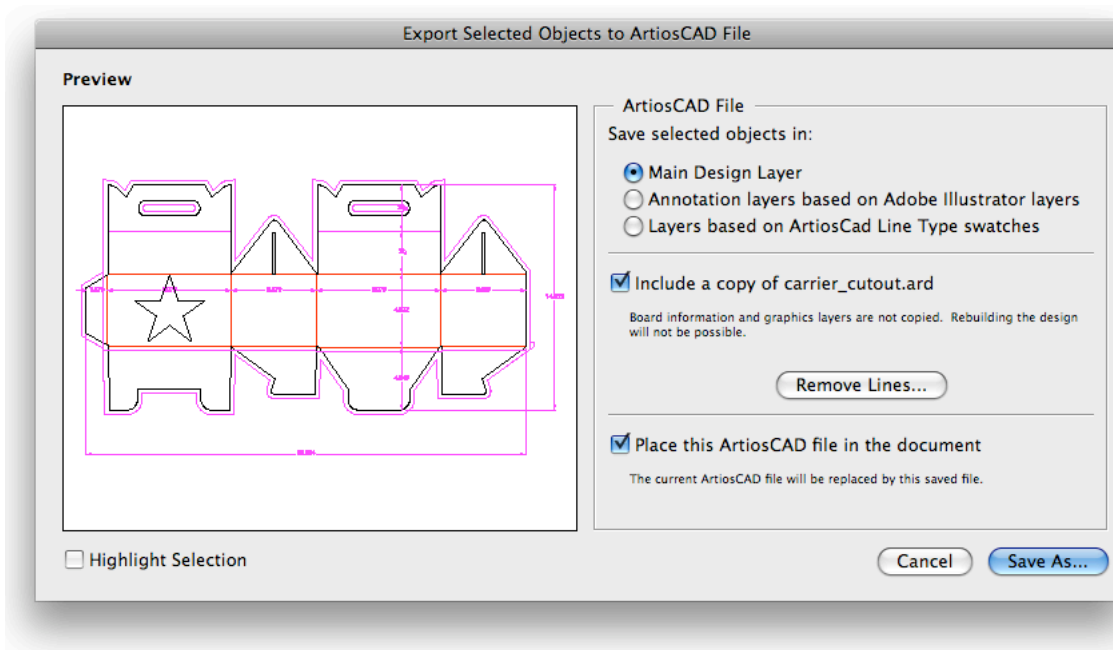 Export Selected Objects to ArtiosCAD File
Preview
ArtiosCAD File
Save selected objects in:
Main Design Layer
Annotation layers based on Adobe Illustrator layers
Layers based on ArtiosCad Line Type swatches
Include a copy of carrier_cutout.ard
Board information and graphics layers are not copied. Rebuilding the design
will not be possible.
Remove Lines...
Place this ArtiosCAD file in the document
The current ArtiosCAD file will be replaced by this saved file.
Highlight Selection
Cancel
Save As...